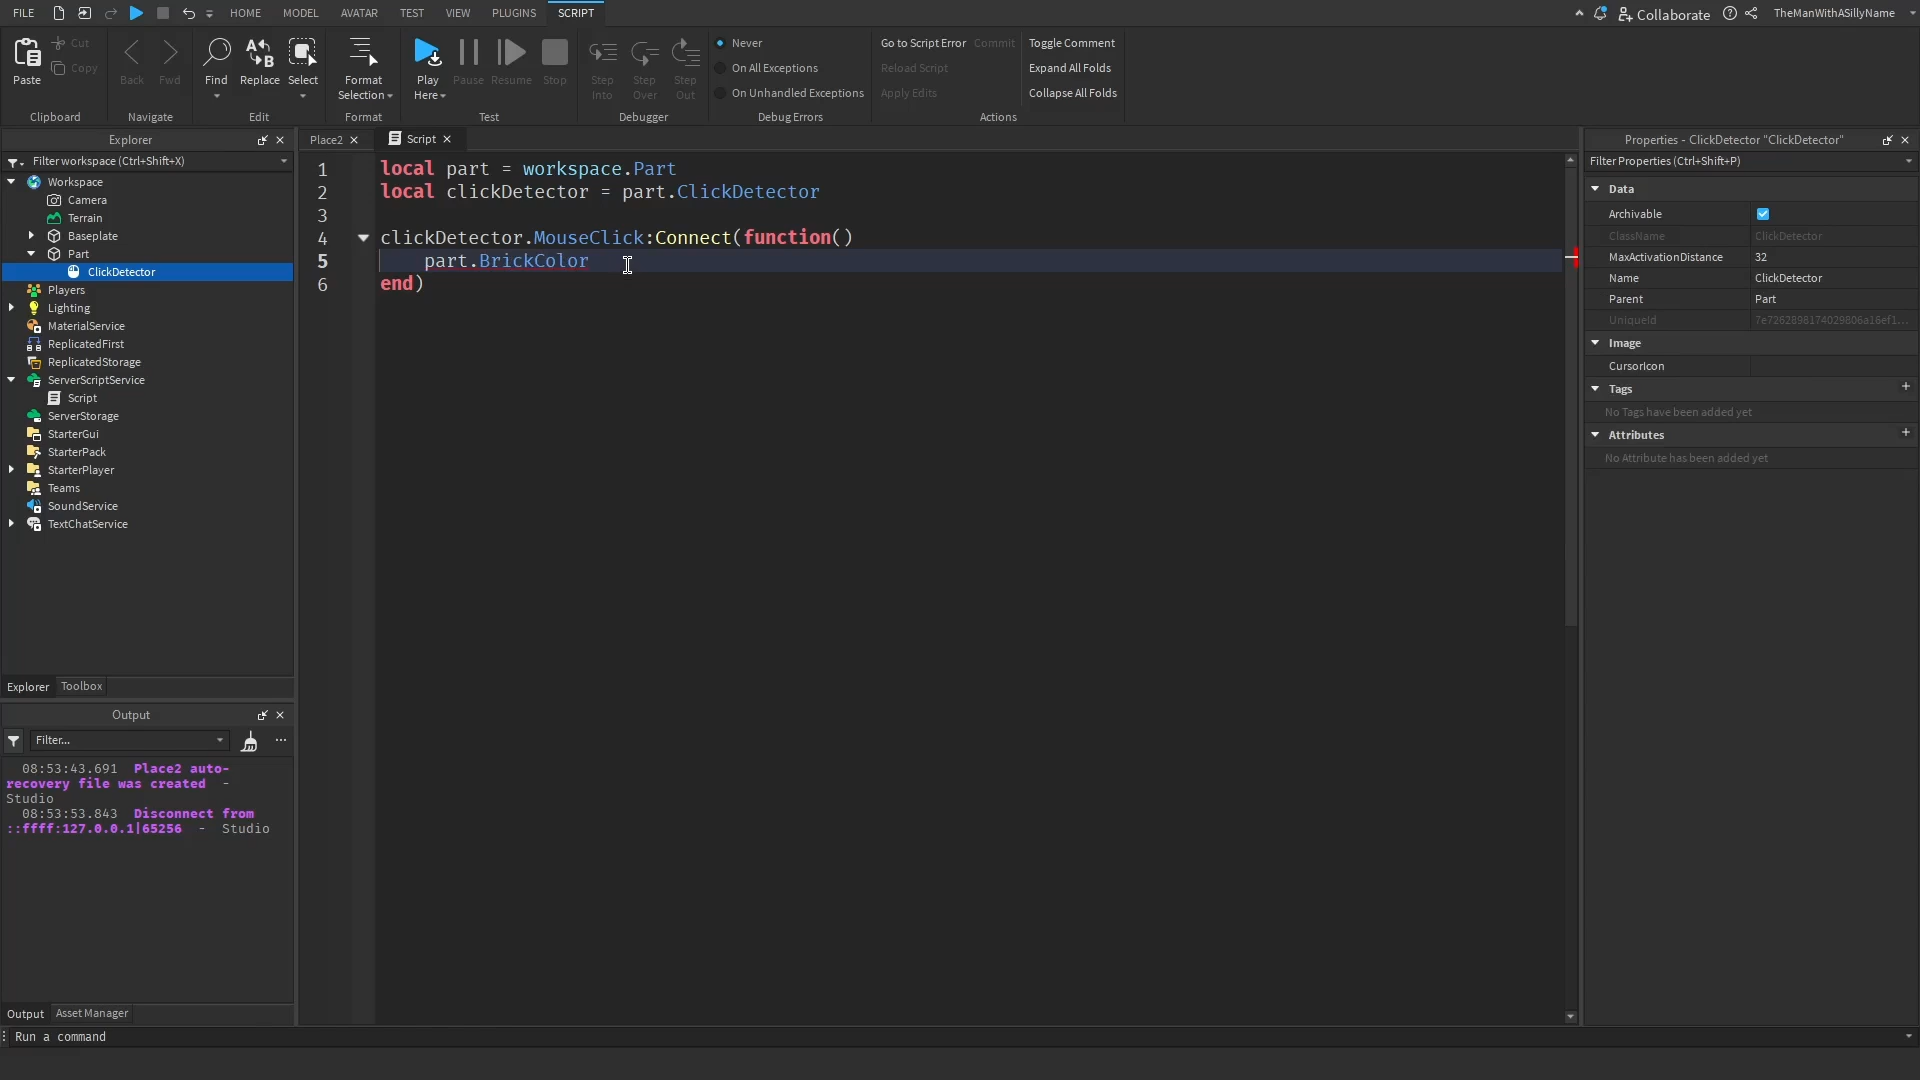 FILE HOME MODEL AVATAR TEST VIEW PLUGINS SCRIPT Collaborate TheManWithASillyName
Paste Cut Copy
Clipboard
Back Fwd
Navigate
Find A B Replace Select
Edit
Format Selection
Format
Play Here Pause Resume Stop
Test
Step Into Step Over Step Out
Debugger
Never
On All Exceptions
On Unhandled Exceptions
Debug Errors
Go to Script Error Commit Toggle Comment
Reload Script Expand All Folds
Apply Edits Collapse All Folds
Actions
Explorer
Filter workspace (Ctrl+Shift+X)
Workspace
Camera
Terrain
Baseplate
Part
ClickDetector
Players
Lighting
MaterialService
ReplicatedFirst
ReplicatedStorage
ServerScriptService
Script
ServerStorage
StarterGui
StarterPack
StarterPlayer
Teams
SoundService
TextChatService
Explorer Toolbox
Output
Filter...
08:53:43.691 Place2 auto-
recovery file was created -
Studio
08:53:53.843 Disconnect from
::ffff:127.0.0.1|65256 - Studio
Output Asset Manager
Run a command
Place2 Script
1 local part = workspace.Part
2 local clickDetector = part.ClickDetector
3
4 clickDetector.MouseClick:Connect(function()
5 part.BrickColor
6 end)
Properties - ClickDetector "ClickDetector"
Filter Properties (Ctrl+Shift+P)
Data
Archivable
ClassName ClickDetector
MaxActivationDistance 32
Name ClickDetector
Parent Part
UniqueId 7e7262898174029806a16ef1...
Image
CursorIcon
Tags +
No Tags have been added yet
Attributes +
No Attribute has been added yet